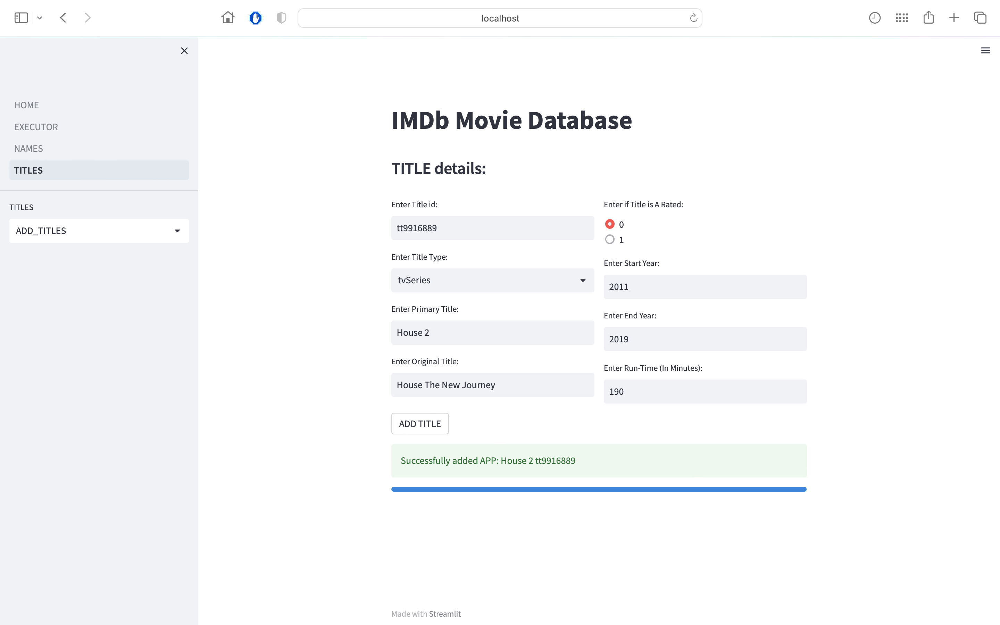 localhost
HOME
EXECUTOR
NAMES
TITLES
TITLES
ADD_TITLES
IMDb Movie Database
TITLE details:
Enter Title id:
tt9916889
Enter Title Type:
tvSeries
Enter Primary Title:
House 2
Enter Original Title:
House The New Journey
Enter if Title is A Rated:
0
1
Enter Start Year:
2011
Enter End Year:
2019
Enter Run-Time (In Minutes):
190
ADD TITLE
Successfully added APP: House 2 tt9916889
Made with Streamlit